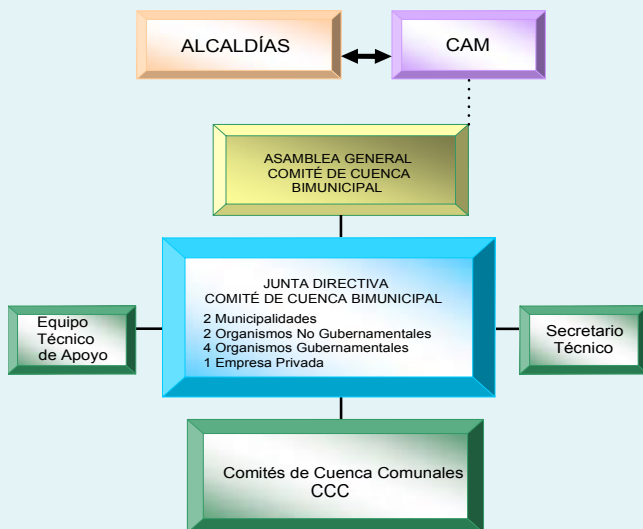 ALCALDÍAS
CAM
ASAMBLEA GENERAL
COMITÉ DE CUENCA
BIMUNICIPAL
JUNTA DIRECTIVA
COMITÉ DE CUENCA BIMUNICIPAL
2 Municipalidades
2 Organismos No Gubernamentales
4 Organismos Gubernamentales
1 Empresa Privada
Equipo
Técnico
de Apoyo
Secretario
Técnico
Comités de Cuenca Comunales
CCC